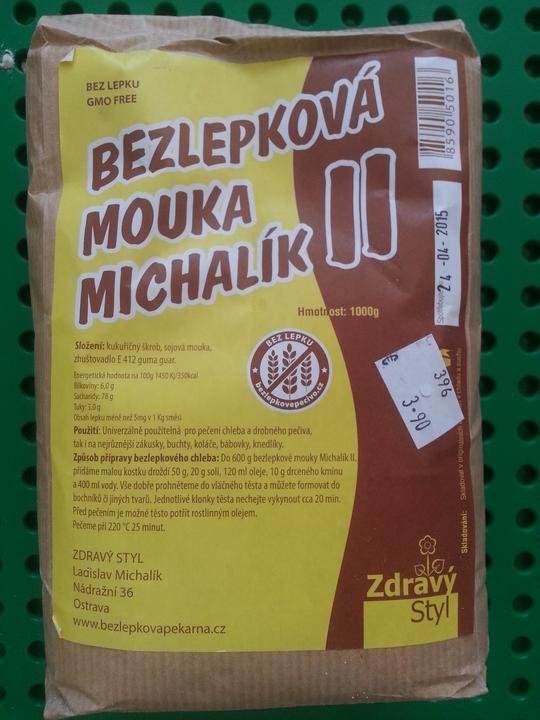 BEZ LEPKU
GMO FREE
BEZLEPKOVÁ
MOUKA
MICHALÍK
II
8590 5016
24 -04- 2015
Hmotnost: 1000g
Složení: kukuřičný škrob, sojová mouka,
zhuštovadlo E 412 guma guar.
Energetická hodnota na 100g 1450 Kj/350kcal
Bílkoviny: 6,0 g
Sacharidy: 78 g
Tuky: 3.0 g
Obsah lepku méně než 5mg v 1 Kg směsi
BEZ LEPKU
bezlepkovepecivo.cz
396
3.90
Použití: Univerzálně použitelná pro pečení chleba a drobného pečiva,
tak i na nejrůznější zákusky, buchty, koláče, bábovky, knedlíky.
Způsob přípravy bezlepkového chleba: Do 600 g bezlepkové mouky Michalík II.
přidáme malou kostku droždí 50 g, 20 g soli, 120 ml oleje, 10 g drceného kmínu
a 400 ml vody. Vše dobře prohněteme do vláčného těsta a můžete formovat do
bochníků či jiných tvarů. Jednotlivé klonky těsta nechejte vykynout cca 20 min.
Před pečením je možné těsto potřít rostlinným olejem.
Pečeme při 220 °C 25 minut.
Skladování: Skladovat v originálních chladu a suchu
ZDRAVÝ STYL
Ladislav Michalík
Nádražní 36
Ostrava
www.bezlepkovapekarna.cz
Zdravý
Styl